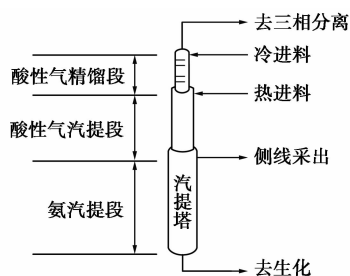 去三相分离
冷进料
酸性气精馏段
热进料
酸性气汽提段
侧线采出
汽提塔
氨汽提段
去生化